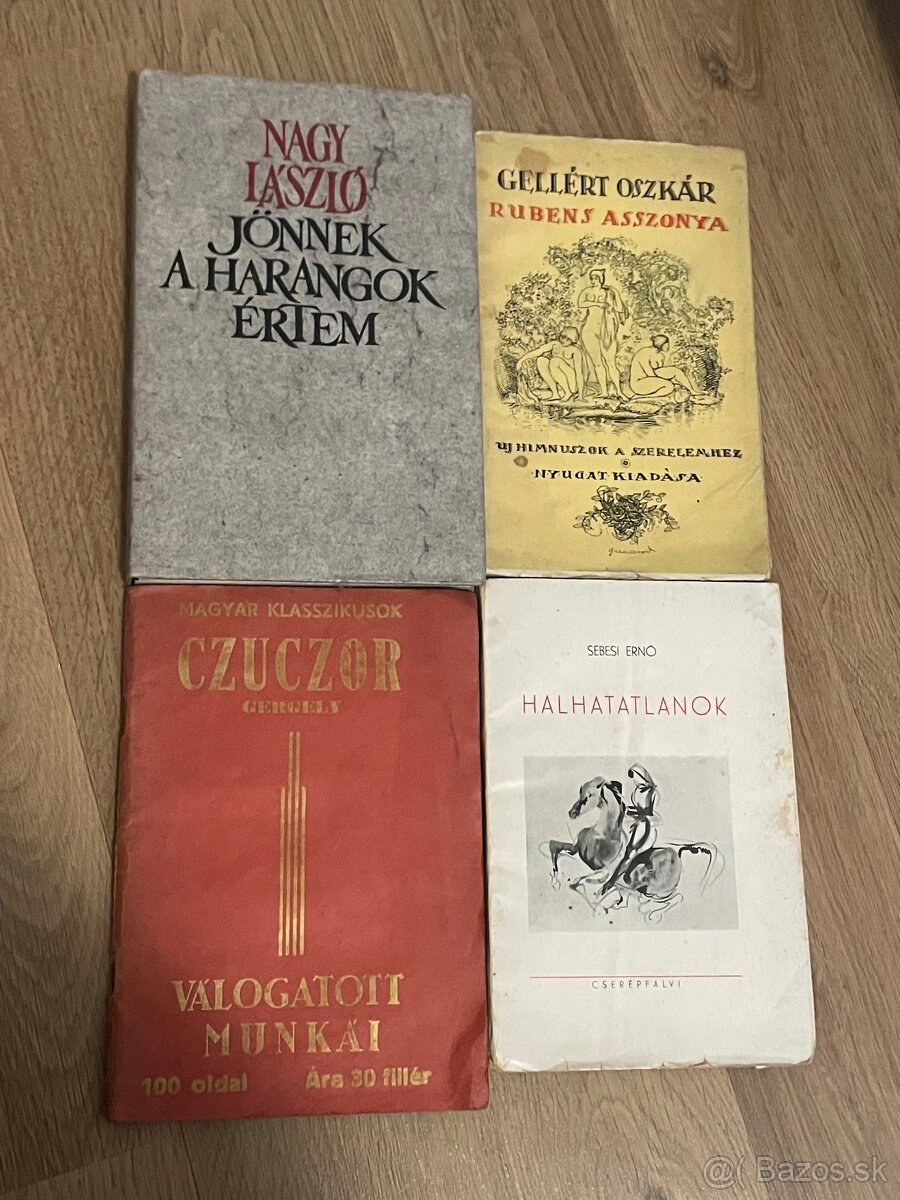 NAGY
LÁSZLÓ
JÖNNEK
A HARANGOK
ÉRTEM
GELLÉRT OSZKÁR
RUBENS ASSZONYA
UJ HIMNUSZOK A SZERELEMHEZ
NYUGAT·KIADÁSA
MAGYAR KLASSZIKUSOK
CZUCZOR
GERGELY
VÁLOGATOTT
MUNKÁI
100 oldal Ára 30 fillér
SEBESI ERNŐ
HALHATATLANOK
CSERÉPFALVI
Bazos.sk